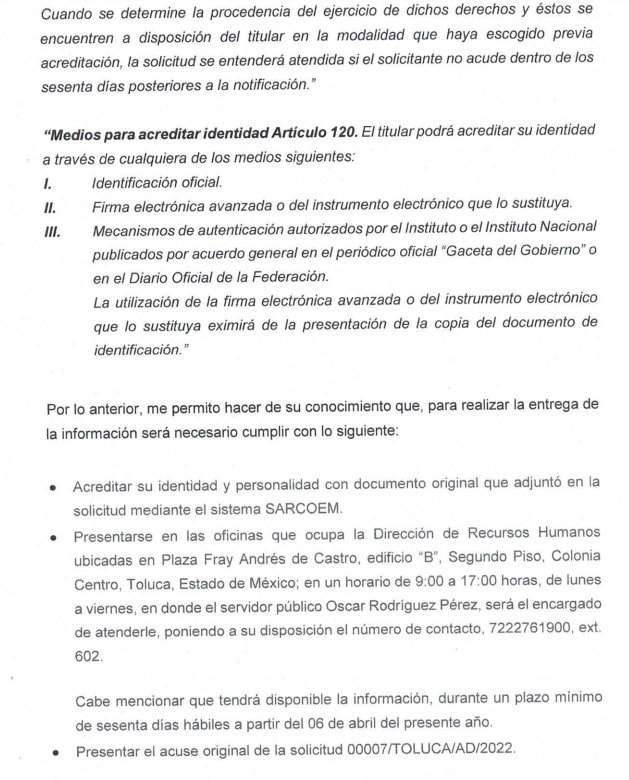 Cuando se determine la procedencia del ejercicio de dichos derechos y éstos se
encuentren a disposición del titular en la modalidad que haya escogido previa
acreditación, la solicitud se entenderá atendida si el solicitante no acude dentro de los
sesenta días posteriores a la notificación.”
“Medios para acreditar identidad Artículo 120. El titular podrá acreditar su identidad
a través de cualquiera de los medios siguientes:
I. Identificación oficial.
II. Firma electrónica avanzada o del instrumento electrónico que lo sustituya.
III. Mecanismos de autenticación autorizados por el Instituto o el Instituto Nacional
publicados por acuerdo general en el periódico oficial “Gaceta del Gobierno” o
en el Diario Oficial de la Federación.
La utilización de la firma electrónica avanzada o del instrumento electrónico
que lo sustituya eximirá de la presentación de la copia del documento de
identificación.”
Por lo anterior, me permito hacer de su conocimiento que, para realizar la entrega de
la información será necesario cumplir con lo siguiente:
• Acreditar su identidad y personalidad con documento original que adjuntó en la
solicitud mediante el sistema SARCOEM.
• Presentarse en las oficinas que ocupa la Dirección de Recursos Humanos
ubicadas en Plaza Fray Andrés de Castro, edificio “B”, Segundo Piso, Colonia
Centro, Toluca, Estado de México; en un horario de 9:00 a 17:00 horas, de lunes
a viernes, en donde el servidor público Oscar Rodríguez Pérez, será el encargado
de atenderle, poniendo a su disposición el número de contacto, 7222761900, ext.
602.
Cabe mencionar que tendrá disponible la información, durante un plazo mínimo
de sesenta días hábiles a partir del 06 de abril del presente año.
• Presentar el acuse original de la solicitud 00007/TOLUCA/AD/2022.